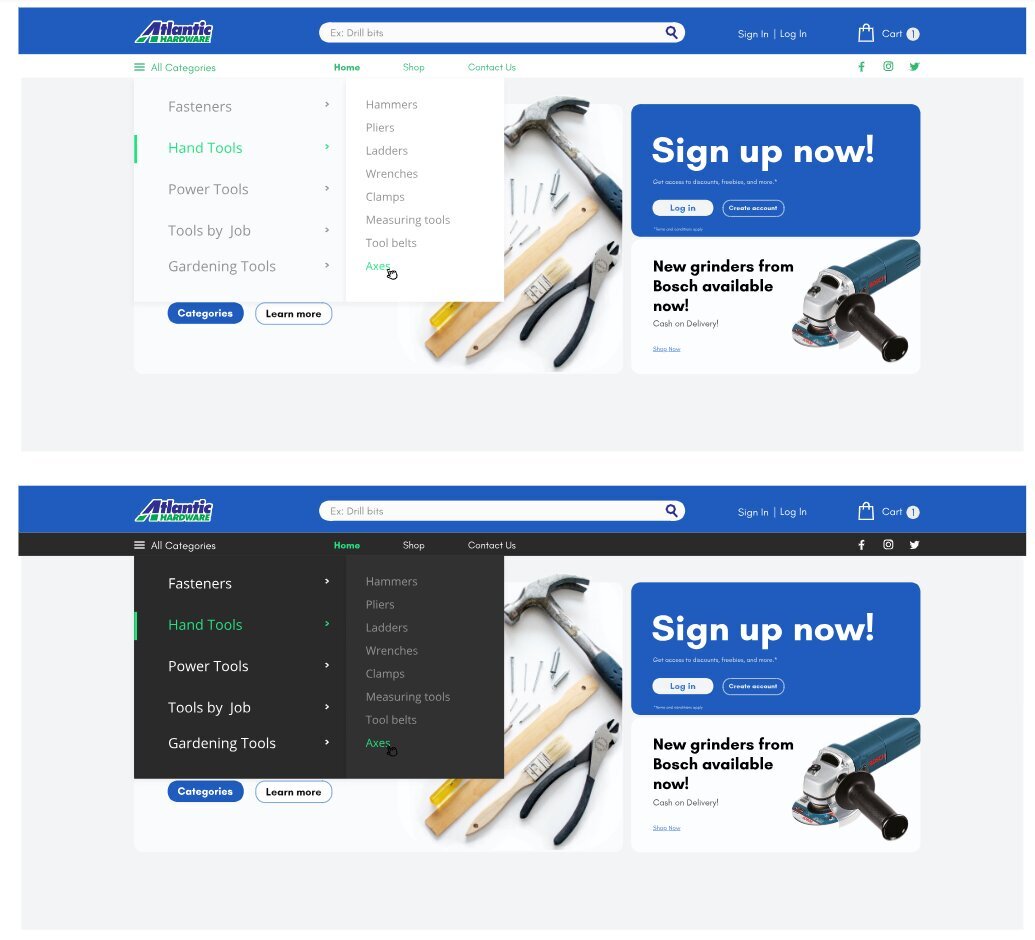 Atlantic
HARDWARE
Ex: Drill bits
Sign In | Log In
Cart 1
All Categories
Home
Shop
Contact Us
Fasteners
Hand Tools
Power Tools
Tools by Job
Gardening Tools
Hammers
Pliers
Ladders
Wrenches
Clamps
Measuring tools
Tool belts
Axes
Categories
Learn more
Sign up now!
Get access to discounts, freebies, and more.*
Log in
Create account
*Terms and conditions apply
New grinders from
Bosch available
now!
Cash on Delivery!
Shop Now
BOSCH
Atlantic
HARDWARE
Ex: Drill bits
Sign In | Log In
Cart 1
All Categories
Home
Shop
Contact Us
Fasteners
Hand Tools
Power Tools
Tools by Job
Gardening Tools
Hammers
Pliers
Ladders
Wrenches
Clamps
Measuring tools
Tool belts
Axes
Categories
Learn more
Sign up now!
Get access to discounts, freebies, and more.*
Log in
Create account
*Terms and conditions apply
New grinders from
Bosch available
now!
Cash on Delivery!
Shop Now
BOSCH